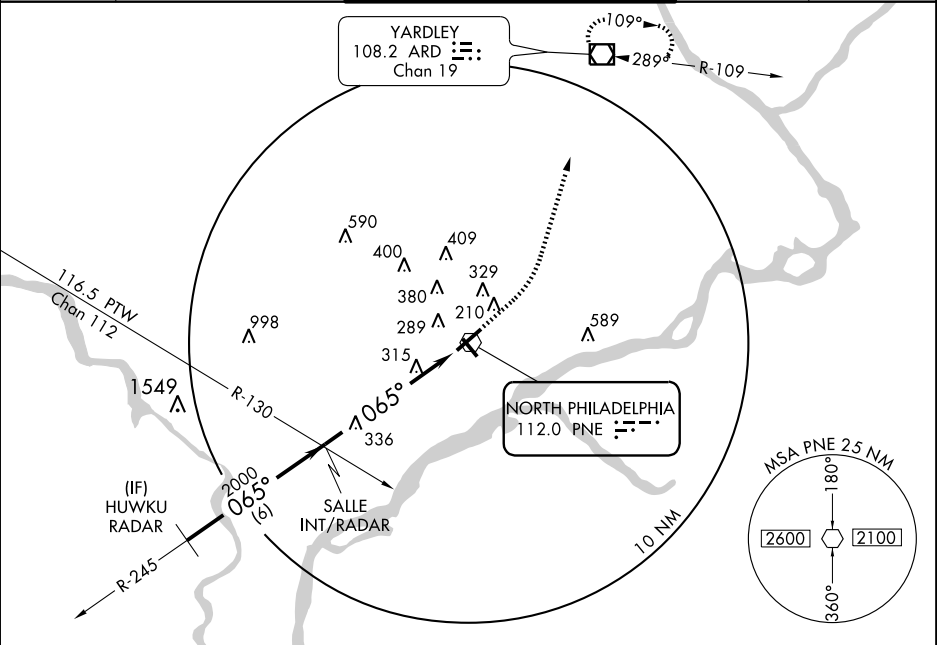 YARDLEY
108.2 ARD
Chan 19
109°
289°
R-109
590
400
409
380
329
210
289
589
998
315
1549
336
116.5 PTW
Chan 112
R-130
065°
NORTH PHILADELPHIA
112.0 PNE
2000
065°
(6)
(IF)
HUWKU
RADAR
SALLE
INT/RADAR
R-245
10 NM
MSA PNE 25 NM
180°
2600
2100
360°